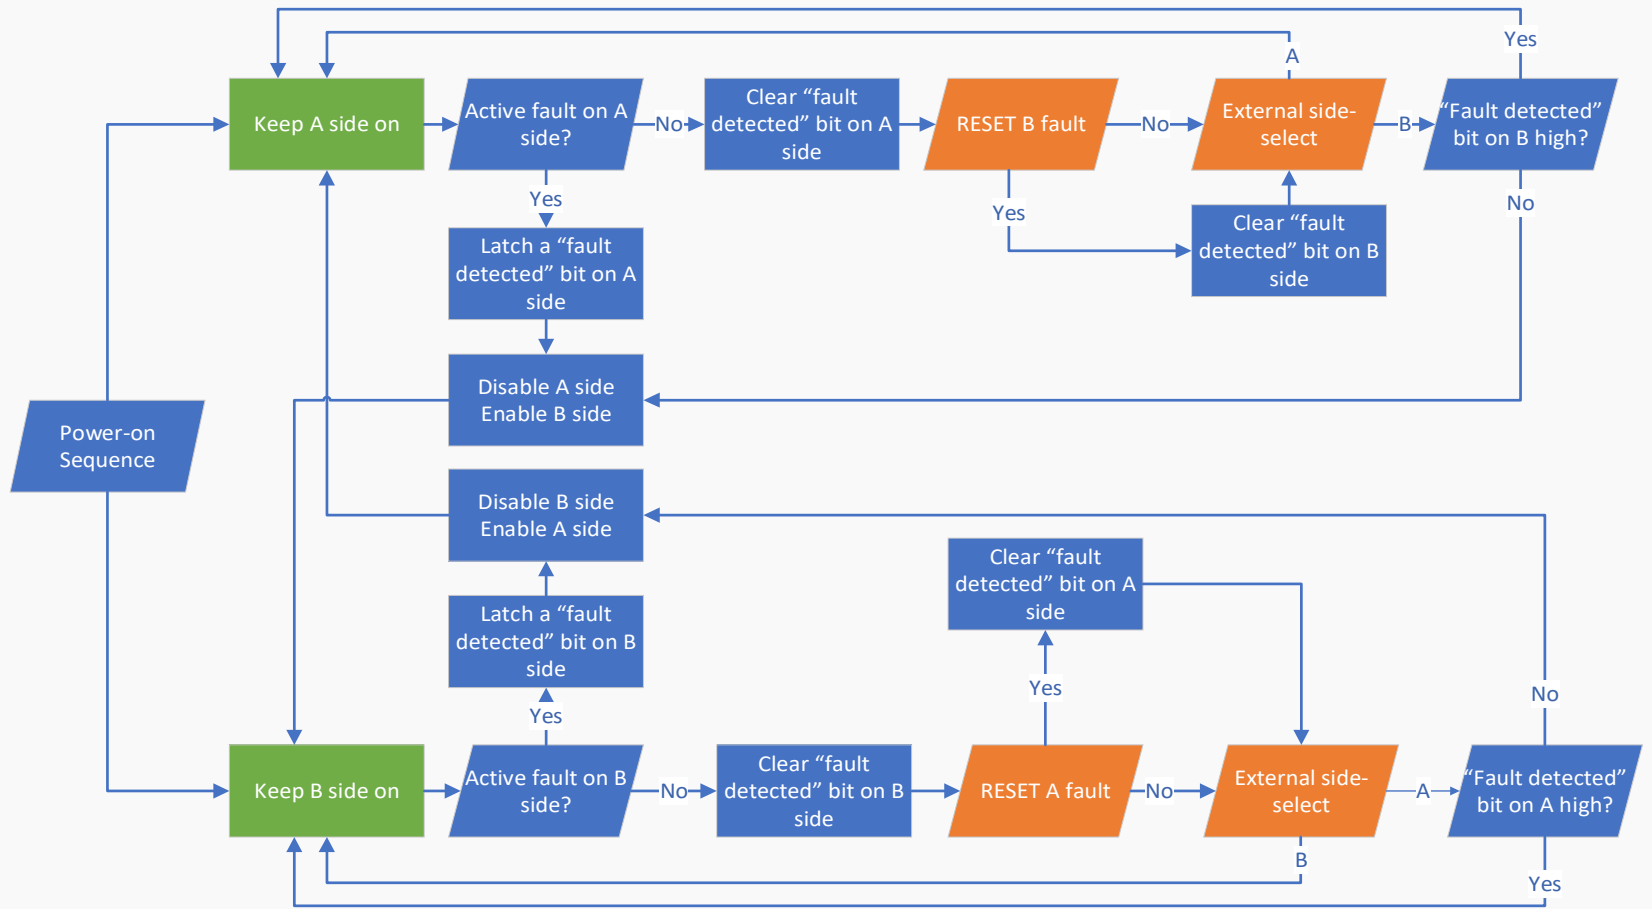 Yes
A
Keep A side on
Active fault on A
side?
No
Clear “fault
detected” bit on A
side
RESET B fault
No
External side-
select
B
“Fault detected”
bit on B high?
Yes
Yes
No
Latch a “fault
detected” bit on A
side
Clear “fault
detected” bit on B
side
Disable A side
Enable B side
Power-on
Sequence
Disable B side
Enable A side
Clear “fault
detected” bit on A
side
Latch a “fault
detected” bit on B
side
Yes
Yes
No
Keep B side on
Active fault on B
side?
No
Clear “fault
detected” bit on B
side
RESET A fault
No
External side-
select
A
“Fault detected”
bit on A high?
B
Yes